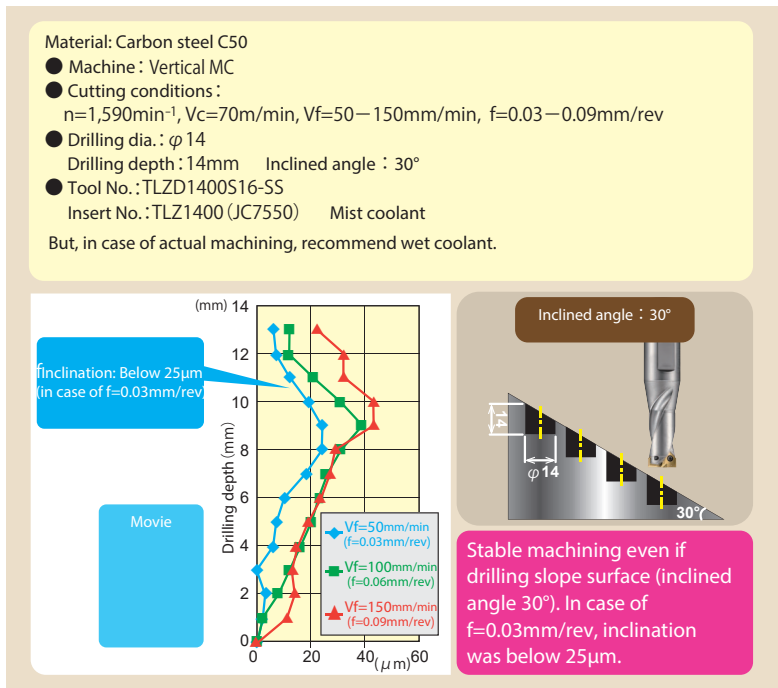 Material: Carbon steel C50
● Machine : Vertical MC
● Cutting conditions :
n=1,590min⁻¹, Vc=70m/min, Vf=50－150mm/min, f=0.03－0.09mm/rev
● Drilling dia. : φ14
Drilling depth : 14mm Inclined angle : 30°
● Tool No. : TLZD1400S16-SS
Insert No. : TLZ1400 (JC7550) Mist coolant
But, in case of actual machining, recommend wet coolant.
fInclination: Below 25μm
(in case of f=0.03mm/rev)
Movie
(mm) 14
12
10
8
6
4
2
0
Drilling depth (mm)
0 20 40 (μm) 60
Vf=50mm/min
(f=0.03mm/rev)
Vf=100mm/min
(f=0.06mm/rev)
Vf=150mm/min
(f=0.09mm/rev)
Inclined angle : 30°
14
φ14
30°
Stable machining even if
drilling slope surface (inclined
angle 30°). In case of
f=0.03mm/rev, inclination
was below 25μm.